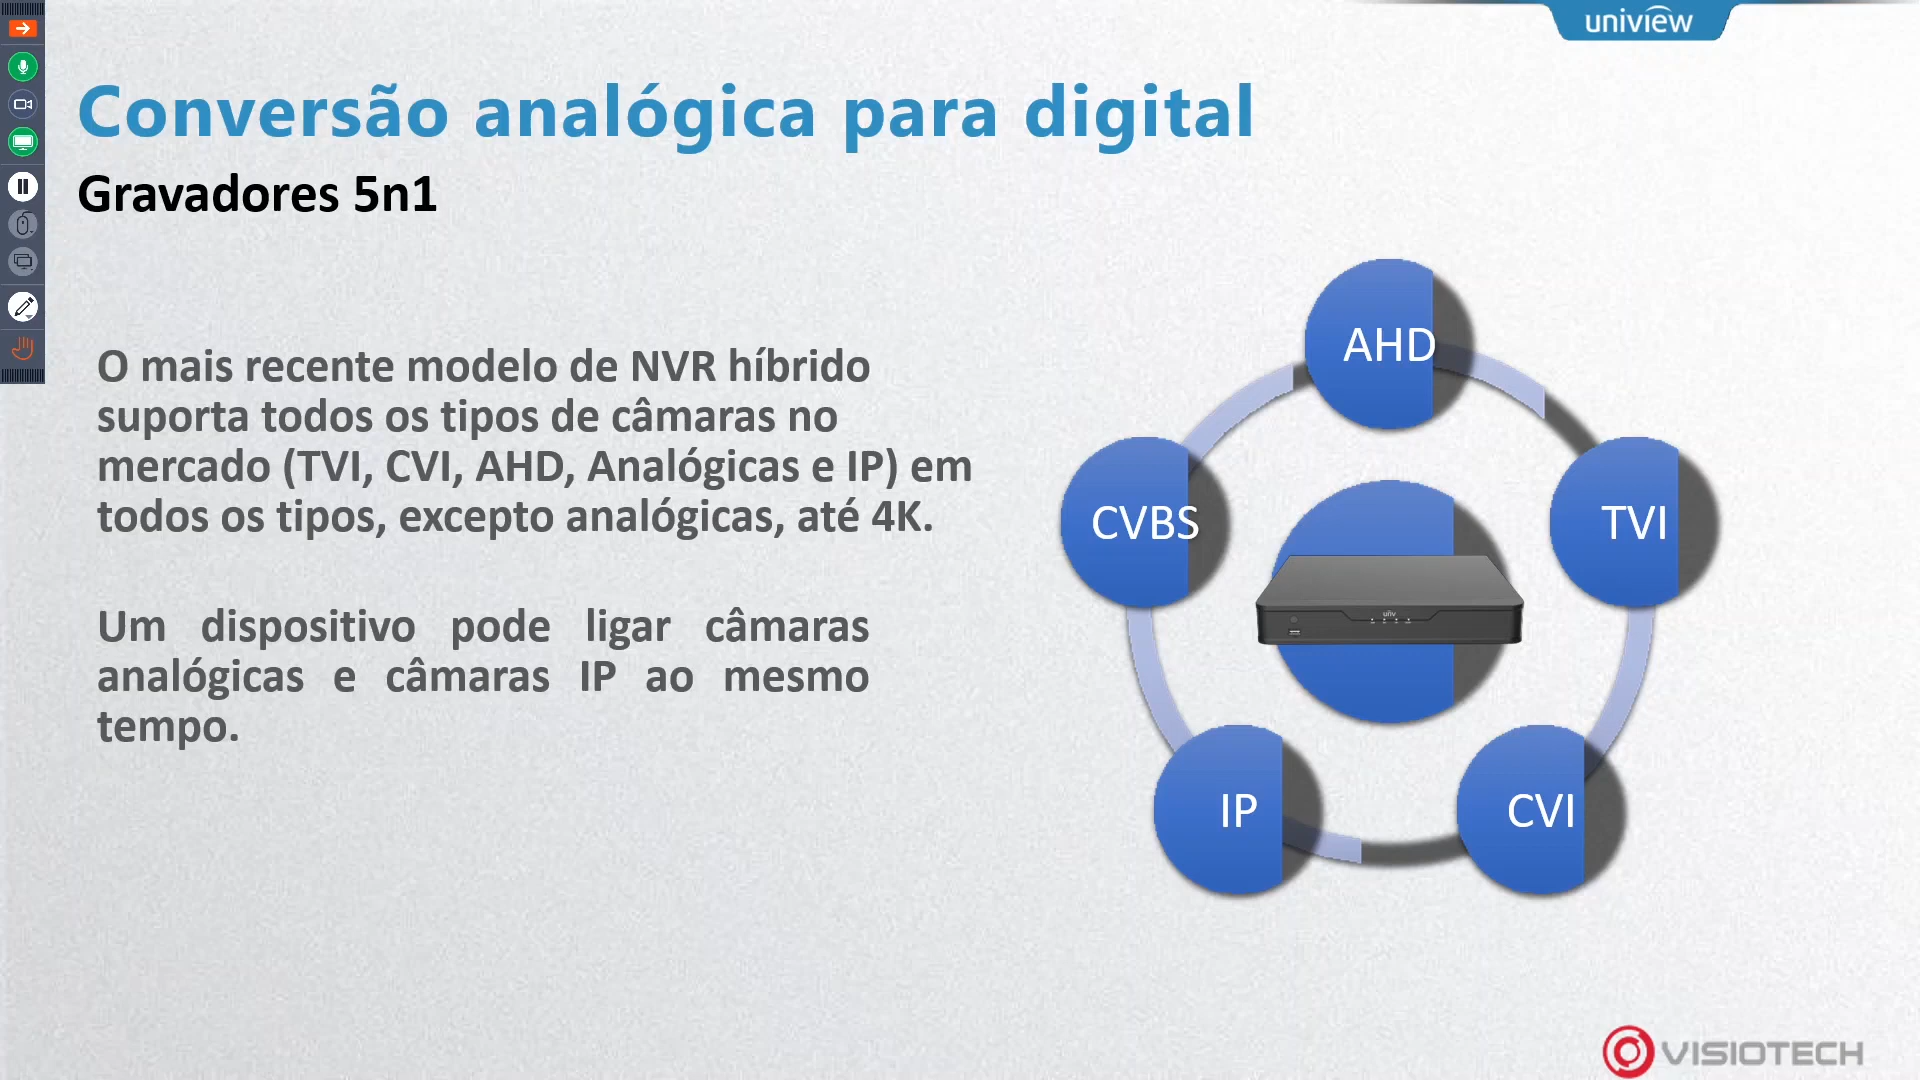 uniview
Conversão analógica para digital
Gravadores 5n1
O mais recente modelo de NVR híbrido
suporta todos os tipos de câmaras no
mercado (TVI, CVI, AHD, Analógicas e IP) em
todos os tipos, excepto analógicas, até 4K.
Um dispositivo pode ligar câmaras
analógicas e câmaras IP ao mesmo
tempo.
AHD
CVBS
TVI
unv
IP
CVI
VISIOTECH